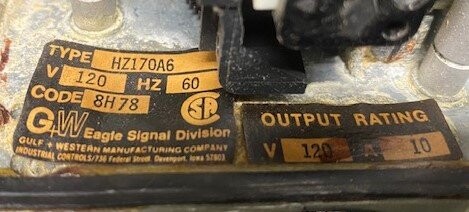 TYPE HZ170A6
V 120 HZ 60
CODE 8H78
G+W Eagle Signal Division
GULF + WESTERN MANUFACTURING COMPANY
INDUSTRIAL CONTROLS/736 Federal Street, Davenport, Iowa 52803
OUTPUT RATING
V 120 A 10